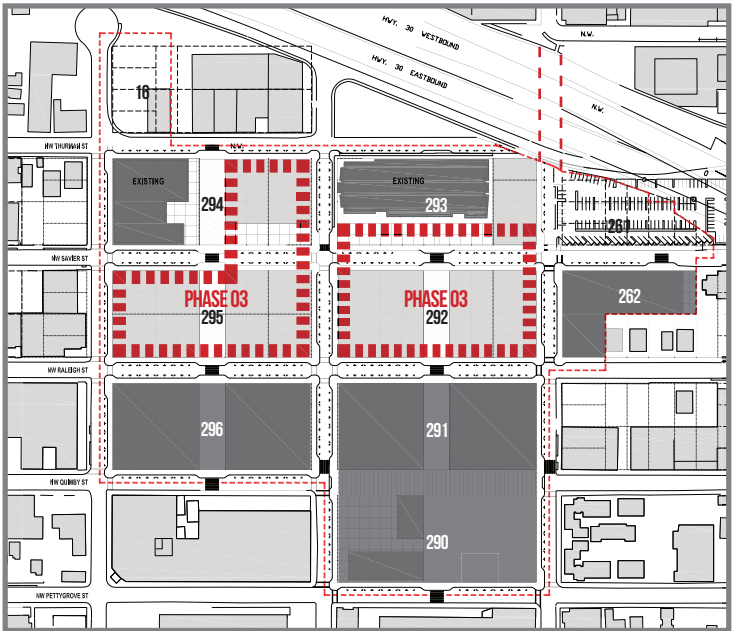 HWY. 30 WESTBOUND
N.W.
HWY. 30 EASTBOUND
N.W.
16
NW THURMAN ST
N.W.
EXISTING
EXISTING
294
293
261
NW SAVIER ST
PHASE 03
295
PHASE 03
292
262
NW RALEIGH ST
296
291
NW QUIMBY ST
290
NW PETTYGROVE ST